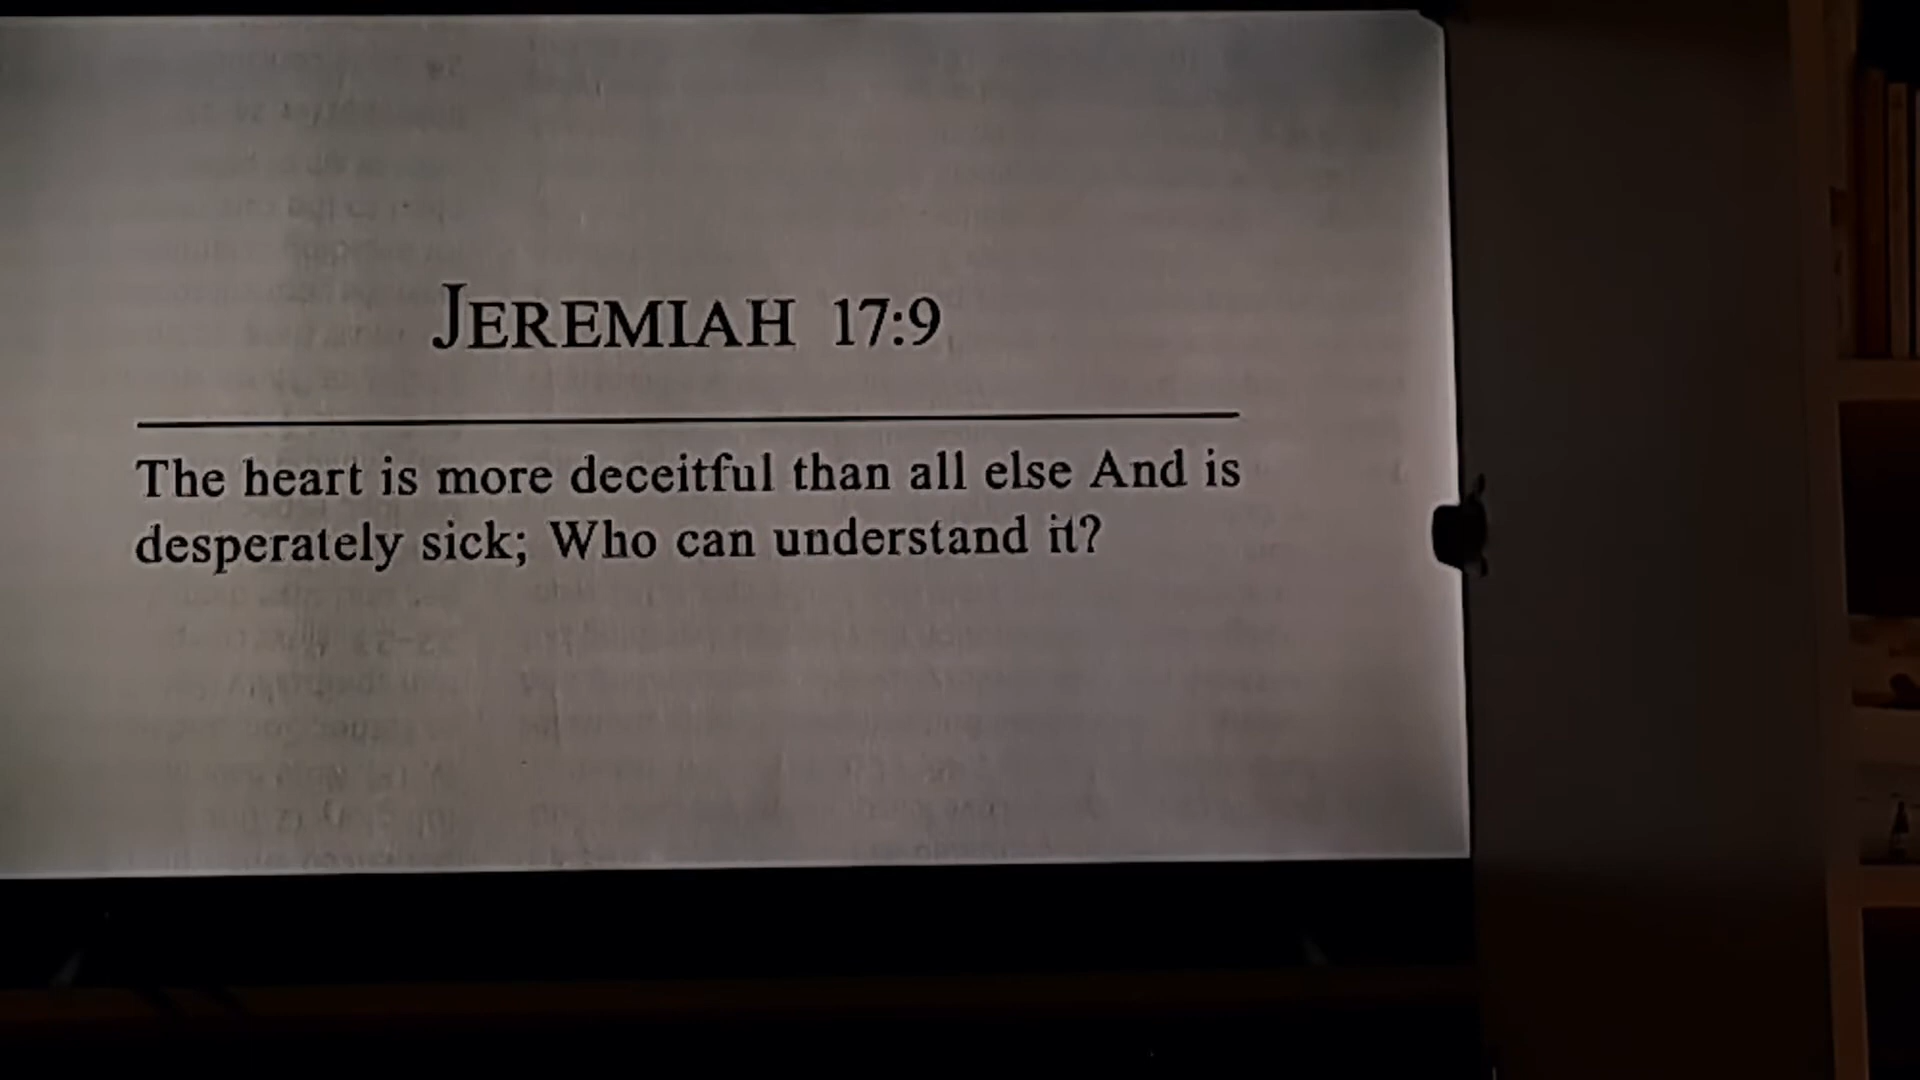 JEREMIAH 17:9
The heart is more deceitful than all else And is
desperately sick; Who can understand it?